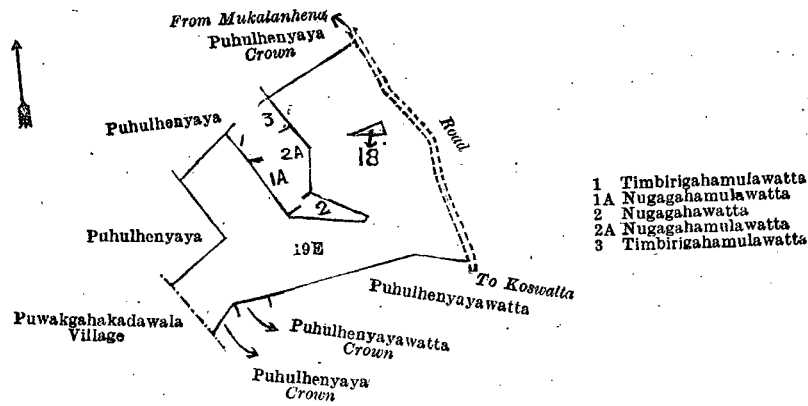 From Mukalanhena
Puhulhenyaya
Crown
Puhulhenyaya
3
1
2A
18
Road
1A
2
Puhulhenyaya
19E
To Koswatta
Puhulhenyayawatta
Puwakgahakadawala
Village
Puhulhenyayawatta
Crown
Puhulhenyaya
Crown
1 Timbirigahamulawatta
1A Nugagahamulawatta
2 Nugagahawatta
2A Nugagahamulawatta
3 Timbirigahamulawatta